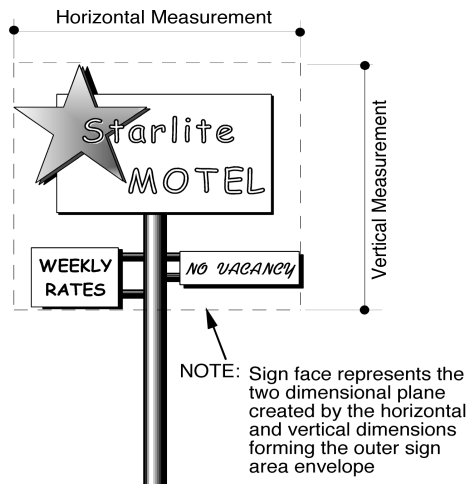 Horizontal Measurement
Starlite
MOTEL
Vertical Measurement
WEEKLY
RATES
NO VACANCY
NOTE: Sign face represents the
two dimensional plane
created by the horizontal
and vertical dimensions
forming the outer sign
area envelope